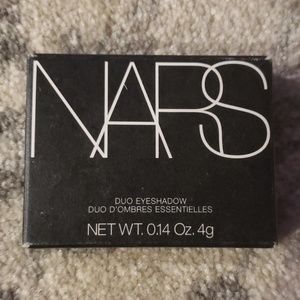 NARS
DUO EYESHADOW
DUO D'OMBRES ESSENTIELLES
NET WT. 0.14 Oz. 4g